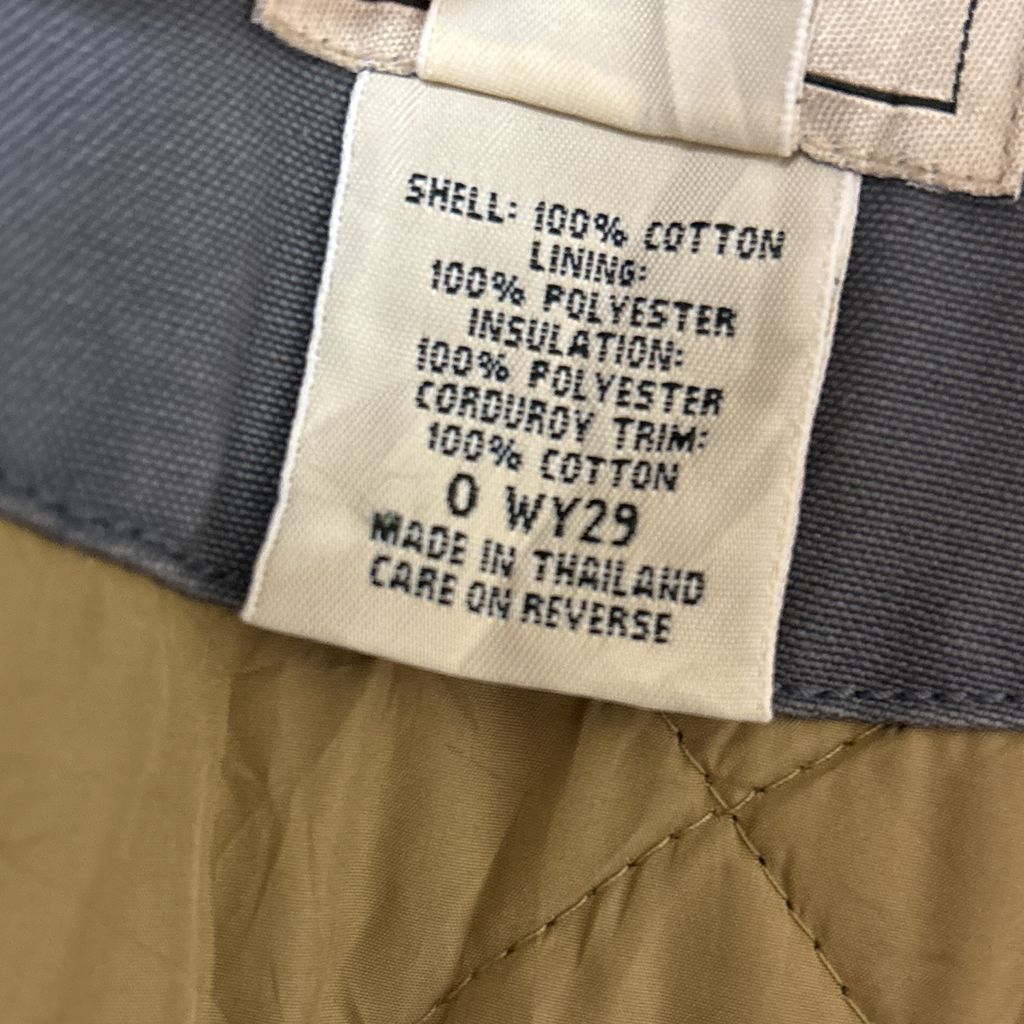 SHELL: 100% COTTON
LINING:
100% POLYESTER
INSULATION:
100% POLYESTER
CORDUROY TRIM:
100% COTTON
O WY29
MADE IN THAILAND
CARE ON REVERSE